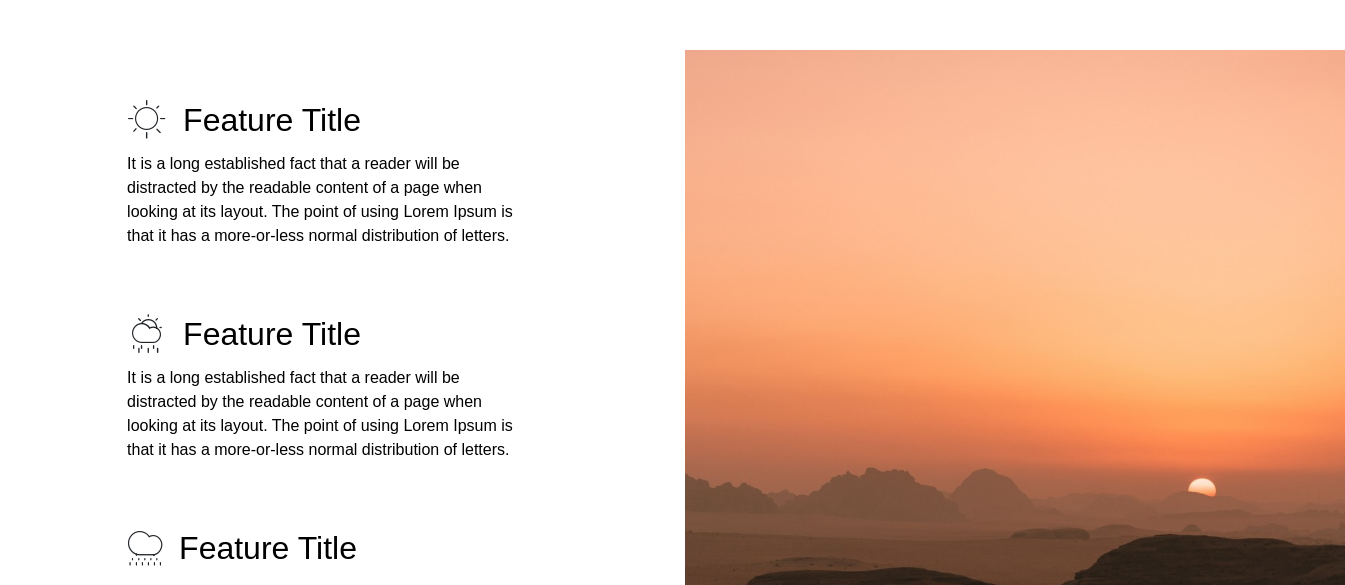 Feature Title
It is a long established fact that a reader will be
distracted by the readable content of a page when
looking at its layout. The point of using Lorem Ipsum is
that it has a more-or-less normal distribution of letters.
Feature Title
It is a long established fact that a reader will be
distracted by the readable content of a page when
looking at its layout. The point of using Lorem Ipsum is
that it has a more-or-less normal distribution of letters.
Feature Title